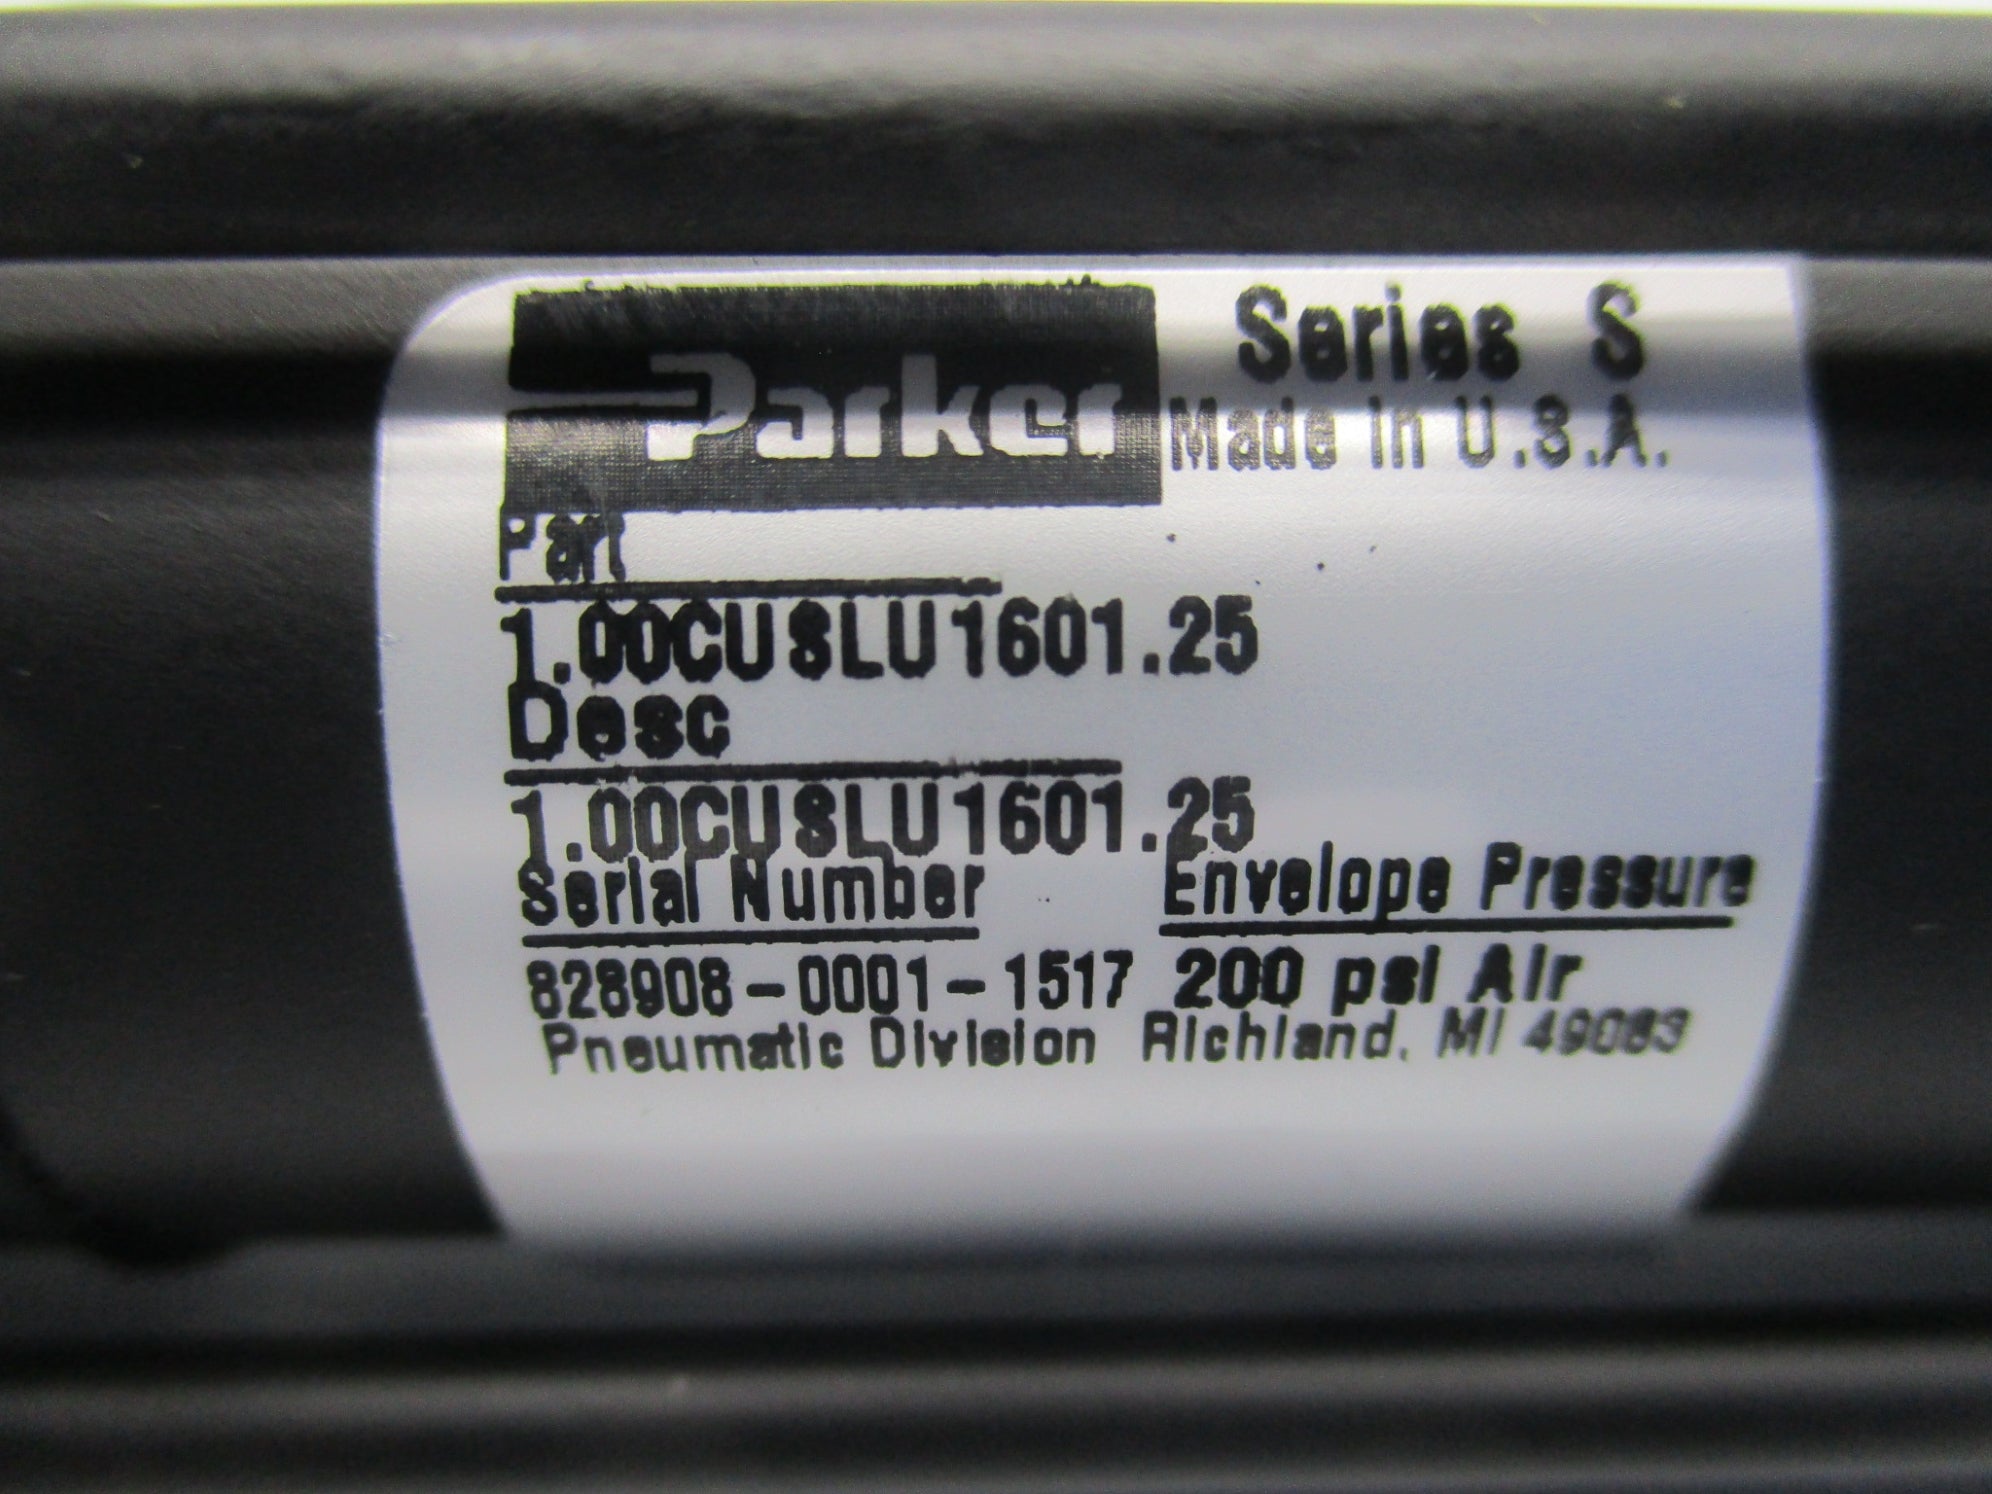 Parker Series S
Made in U.S.A.
Part
1.00CUSLU1601.25
Desc
1.00CUSLU1601.25
Serial Number Envelope Pressure
828908-0001-1517 200 psi Air
Pneumatic Division Richland, MI 49083